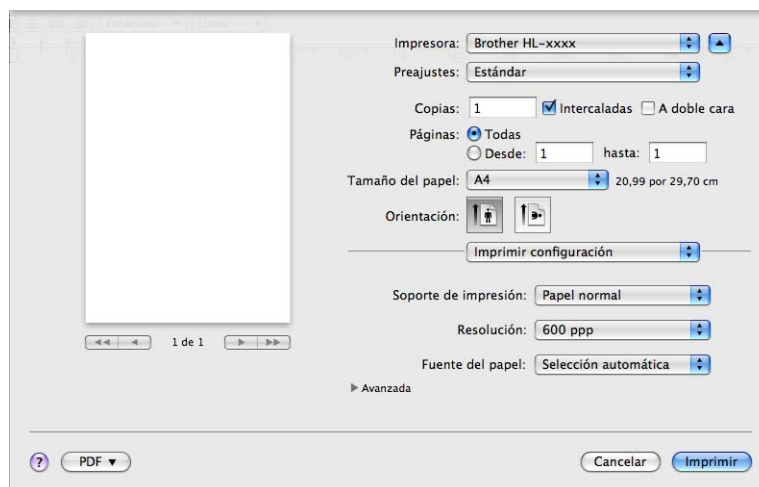 Impresora: Brother HL-xxxx
Preajustes: Estándar
Copias: 1 Intercaladas A doble cara
Páginas: Todas
Desde: 1 hasta: 1
Tamaño del papel: A4 20,99 por 29,70 cm
Orientación:
Imprimir configuración
Soporte de impresión: Papel normal
Resolución: 600 ppp
1 de 1
Fuente del papel: Selección automática
Avanzada
? PDF Cancelar Imprimir